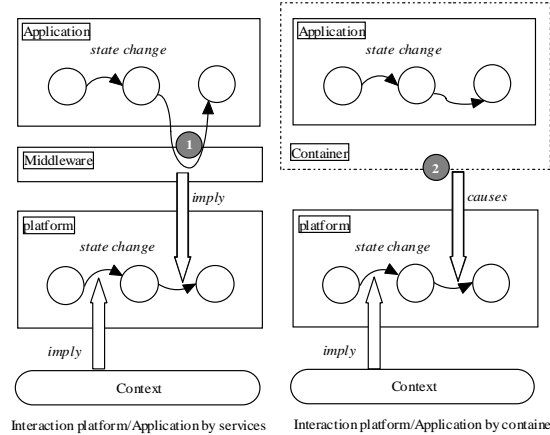 Application
state change
1
Middleware
imply
platform
state change
imply
Context
Interaction platform/Application by services
Application
state change
Container
2
causes
platform
state change
imply
Context
Interaction platform/Application by containe